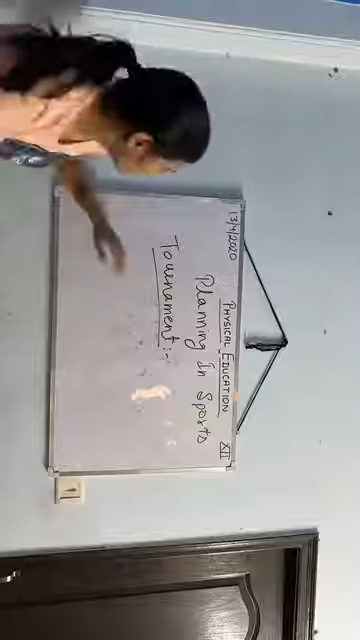 13/4/2020
PHYSICAL EDUCATION XII
Planning In Sports
Tournament:-